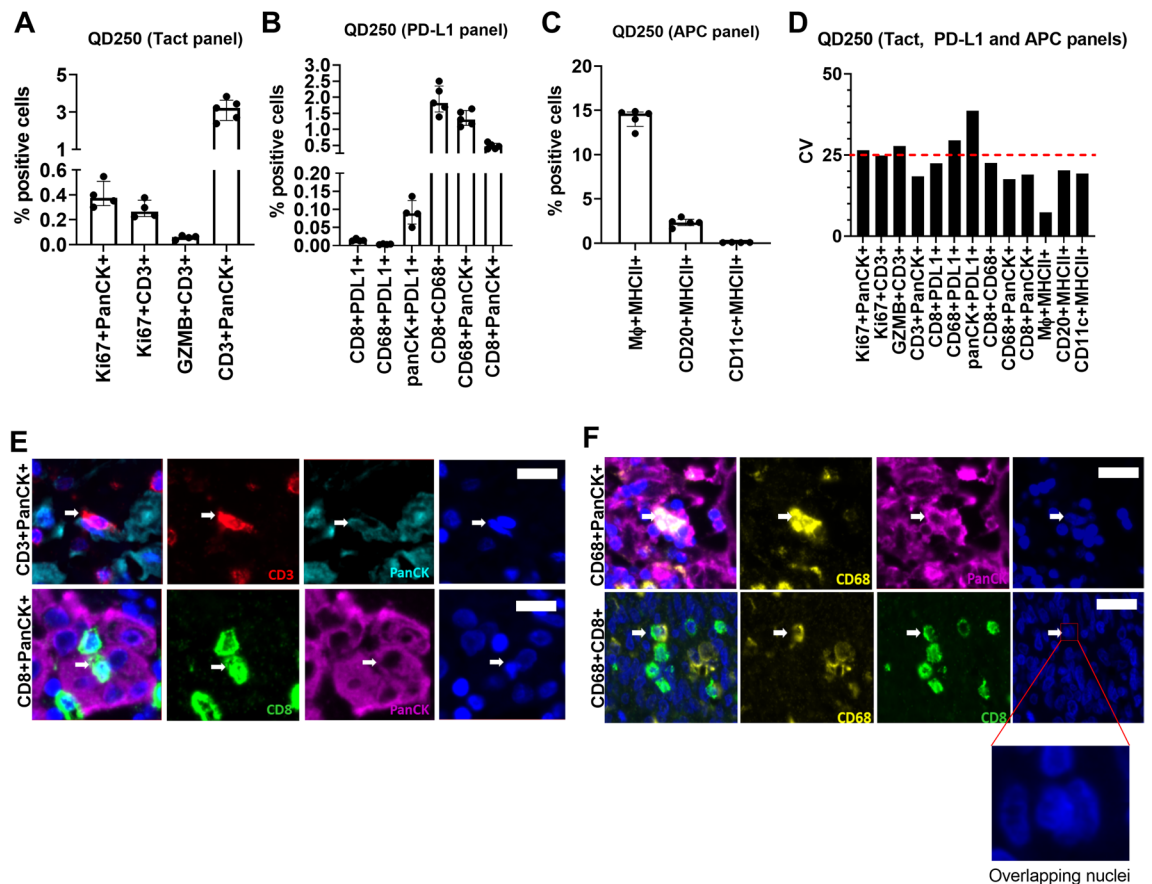 A
QD250 (Tact panel)
% positive cells
5
3
1
0.6
0.4
0.2
0.0
Ki67+PanCK+
Ki67+CD3+
GZMB+CD3+
CD3+PanCK+
B
QD250 (PD-L1 panel)
% positive cells
3.0
2.5
2.0
1.5
1.0
0.5
0.20
0.15
0.10
0.05
0.00
CD8+PDL1+
CD68+PDL1+
panCK+PDL1+
CD8+CD68+
CD68+PanCK+
CD8+PanCK+
C
QD250 (APC panel)
% positive cells
20
15
10
5
0
Mϕ+MHCII+
CD20+MHCII+
CD11c+MHCII+
D
QD250 (Tact, PD-L1 and APC panels)
CV
50
25
0
Ki67+PanCK+
Ki67+CD3+
GZMB+CD3+
CD3+PanCK+
CD8+PDL1+
CD68+PDL1+
panCK+PDL1+
CD8+CD68+
CD68+PanCK+
CD8+PanCK+
Mϕ+MHCII+
CD20+MHCII+
CD11c+MHCII+
E
CD3+PanCK+
CD3
PanCK
CD8+PanCK+
CD8
PanCK
F
CD68+PanCK+
CD68
PanCK
CD68+CD8+
CD68
CD8
Overlapping nuclei